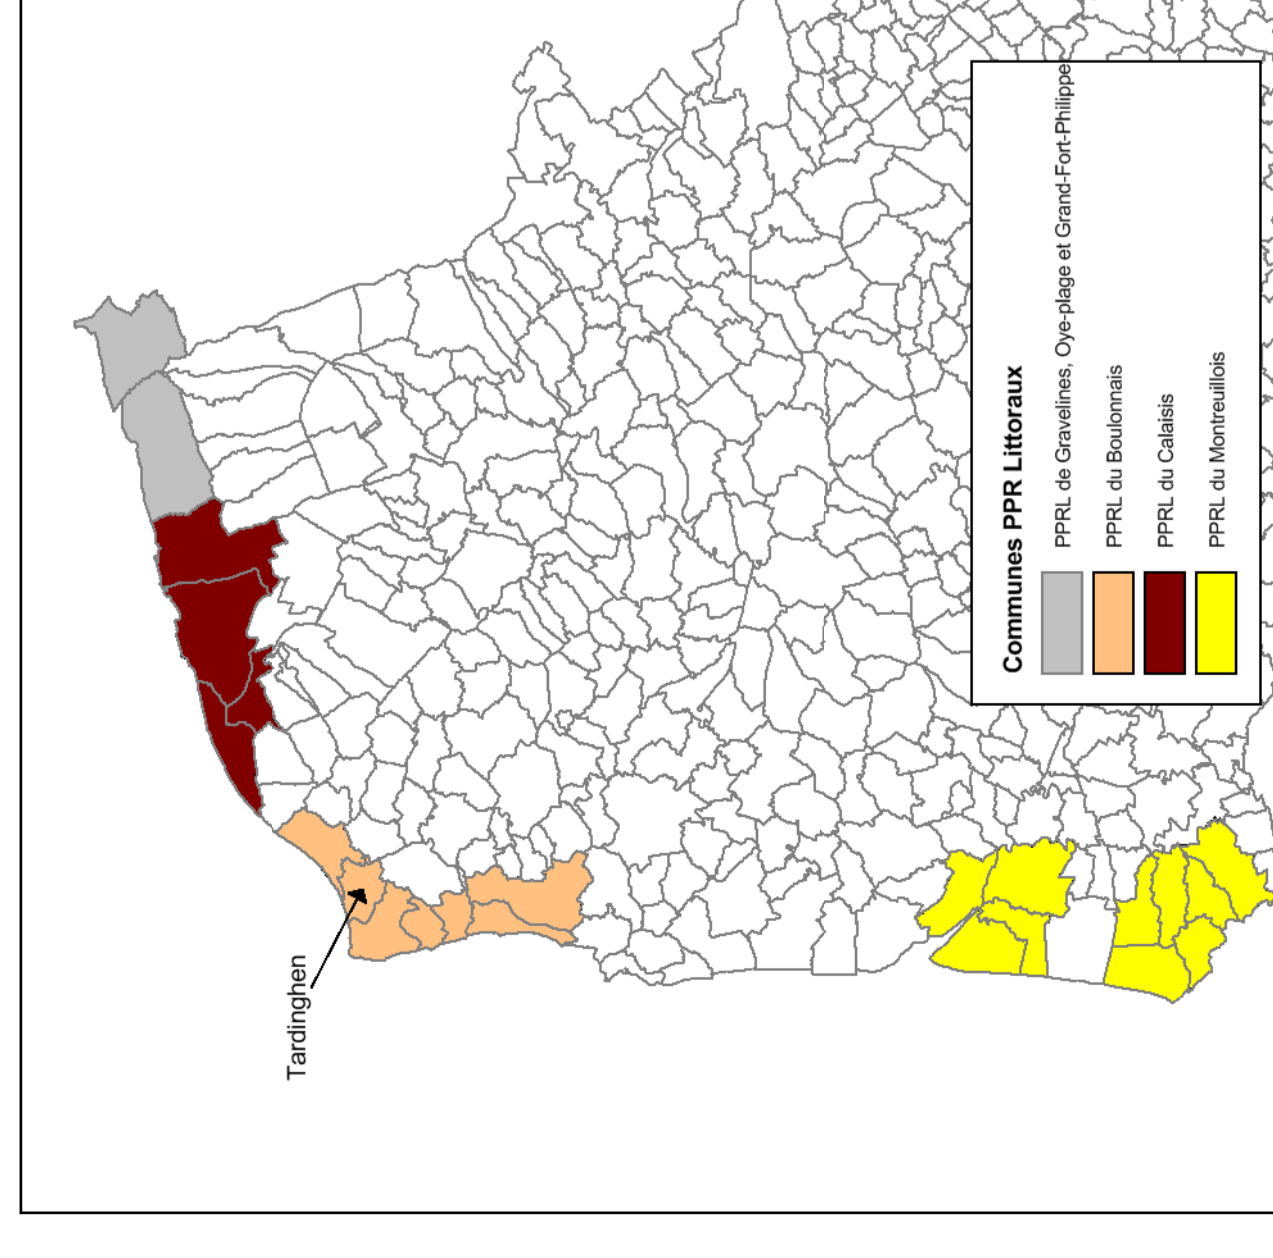 Tardinghen
Communes PPR Littoraux
PPRL de Gravelines, Oye-plage et Grand-Fort-Philippe
PPRL du Boulonnais
PPRL du Calaisis
PPRL du Montreuillois